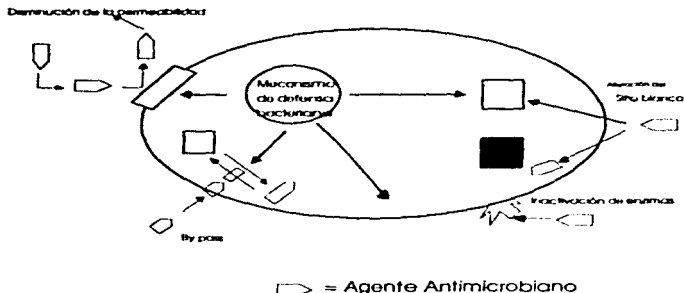 Disminución de la permeabilidad
Mecanismo
de defensa
bacteriana
Alteración del
Sitio blanco
Inactivación de enzimas
By pass
= Agente Antimicrobiano